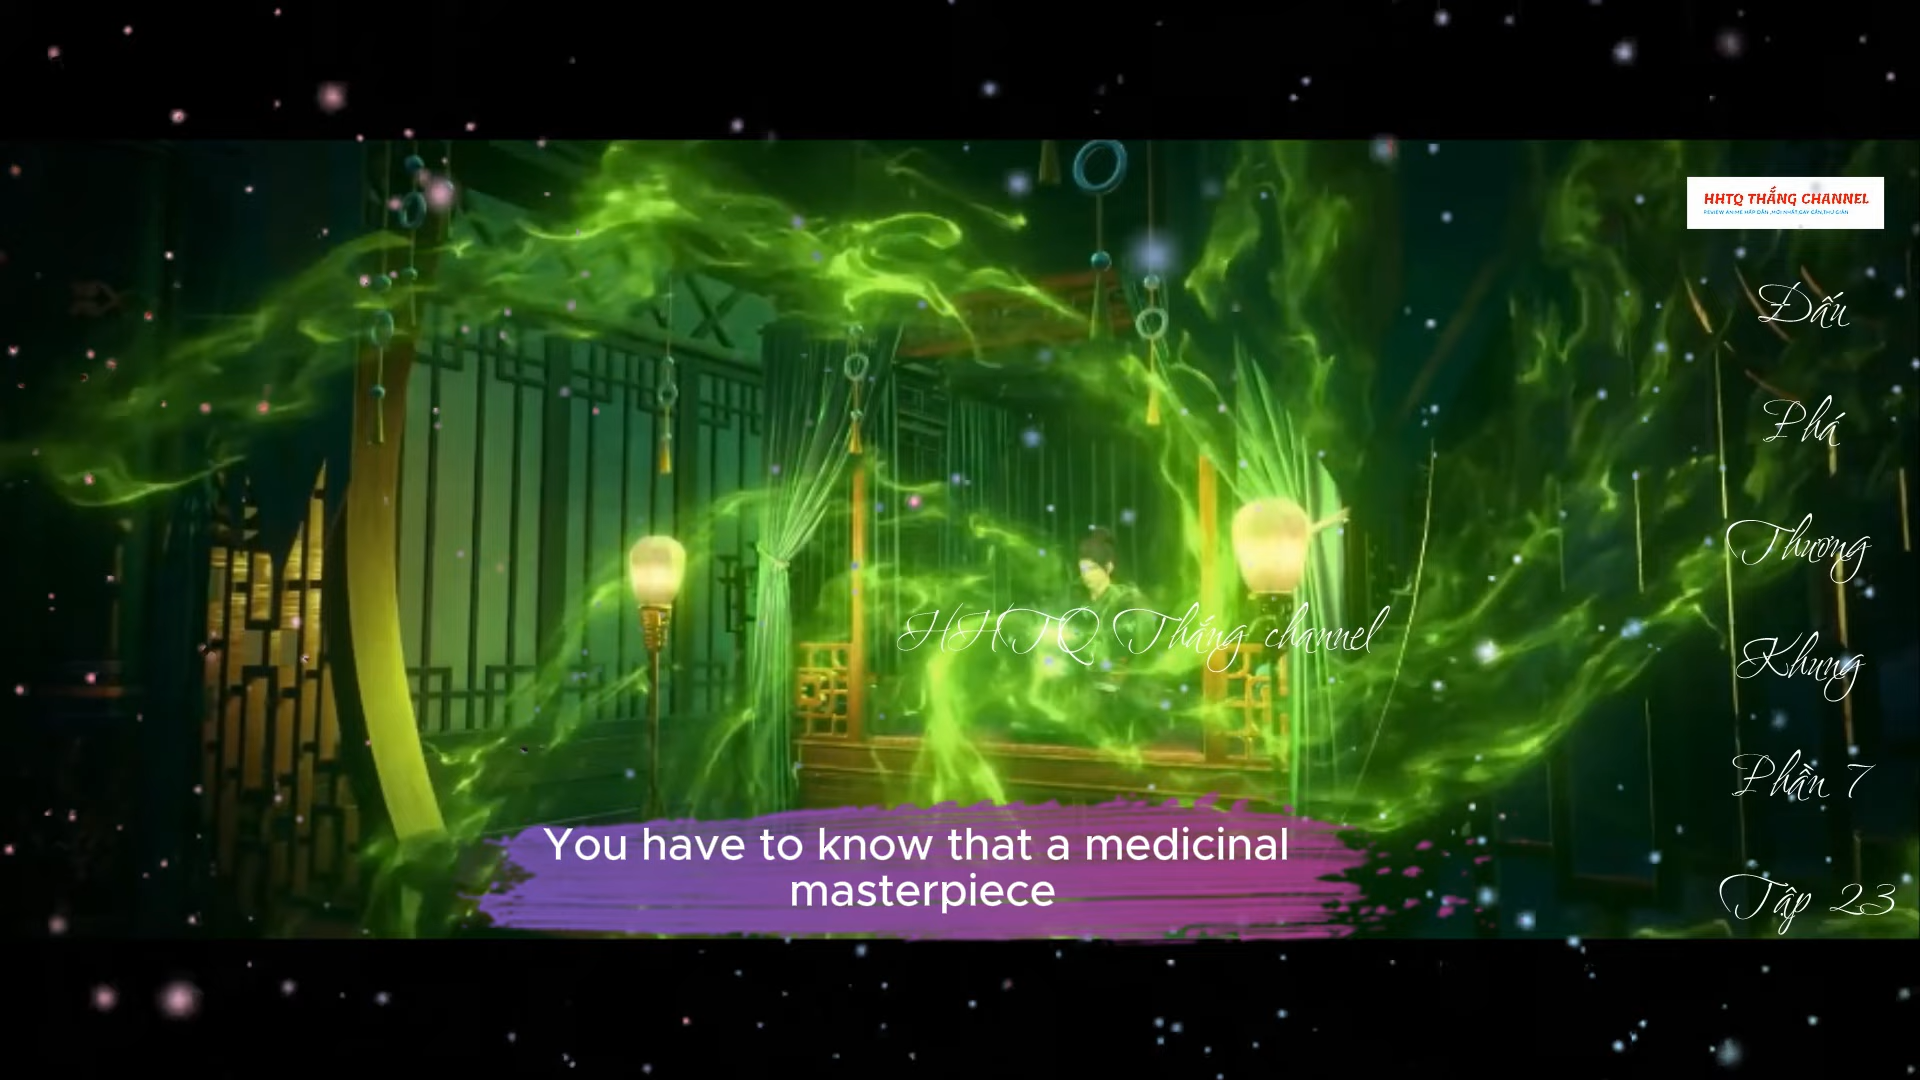 HHTQ THẮNG CHANNEL
Đấu
Phá
Thương
Khung
Phần 7
Tập 23
HHTQ Thắng channel
You have to know that a medicinal
masterpiece